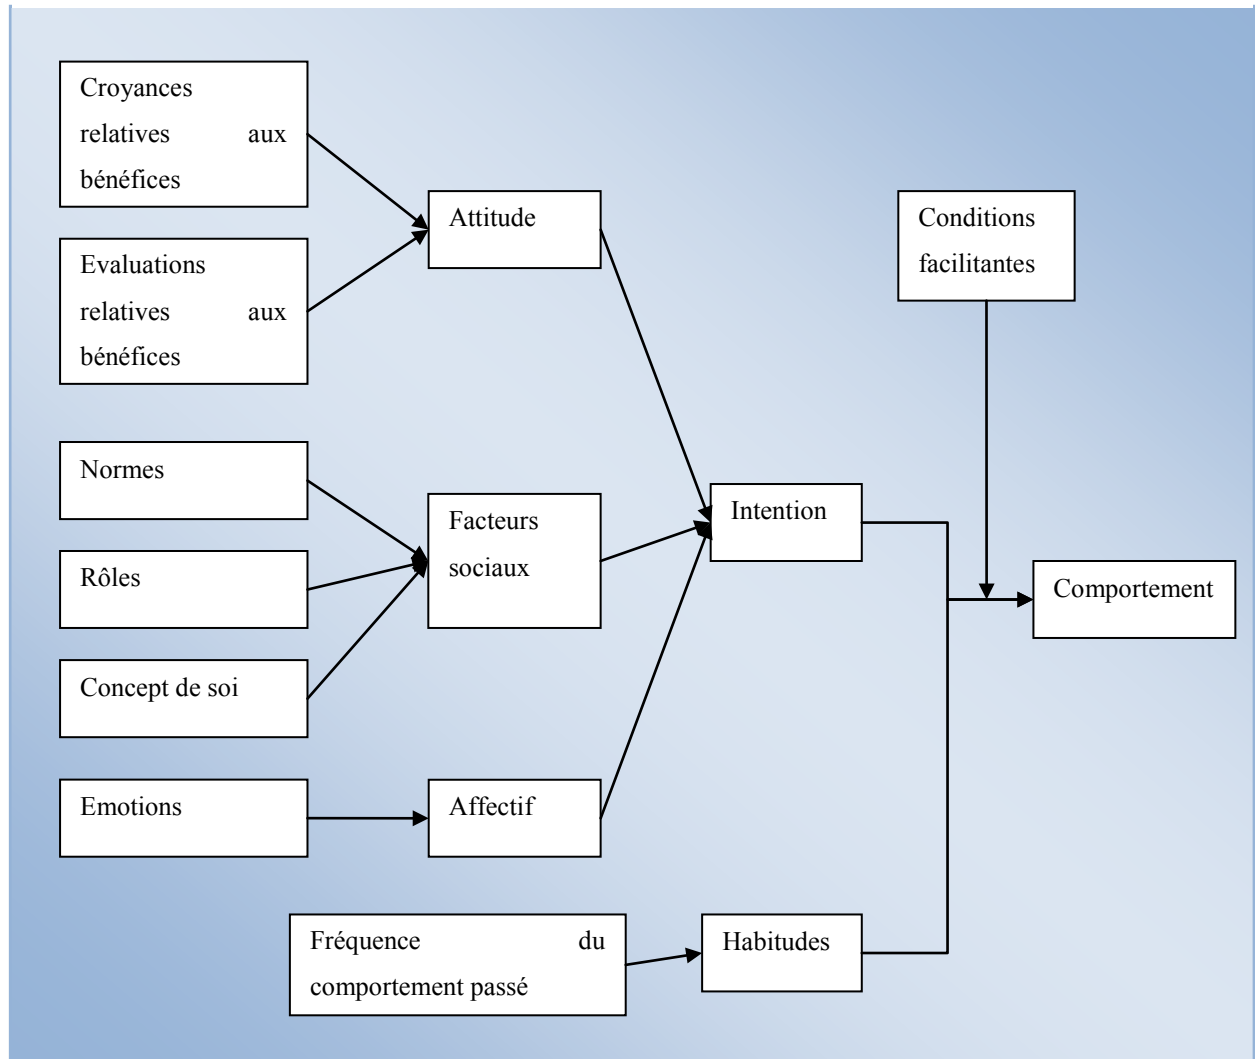 Croyances
relatives aux
bénéfices
Evaluations
relatives aux
bénéfices
Attitude
Conditions
facilitantes
Normes
Rôles
Concept de soi
Facteurs
sociaux
Intention
Comportement
Emotions
Affectif
Fréquence du
comportement passé
Habitudes